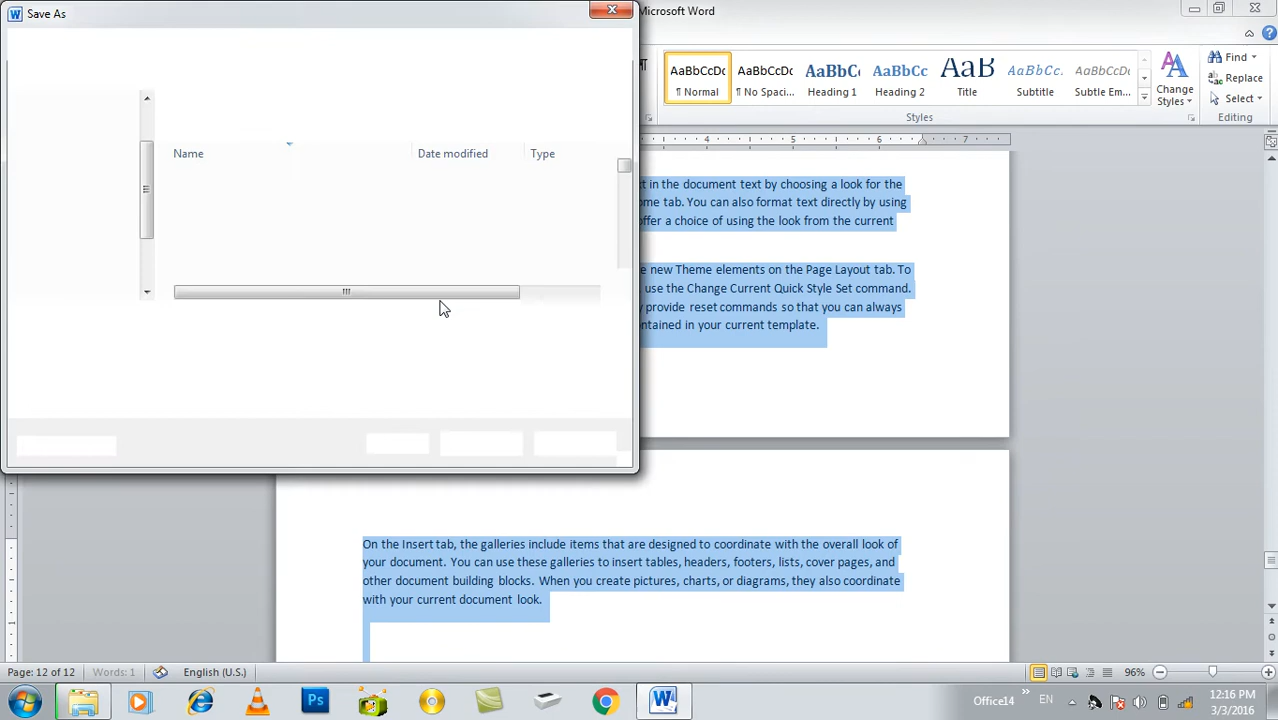 Save As
Microsoft Word
AaBbCcDc
AaBbCcDc
AaBbCc
AaBbCc
AaB
AaBbCc.
AaBbCcDc
¶ Normal
¶ No Spaci...
Heading 1
Heading 2
Title
Subtitle
Subtle Em...
Change
Styles
Find
Replace
Select
Styles
Editing
4 5 6 7
Name
Date modified
Type
t in the document text by choosing a look for the
me tab. You can also format text directly by using
ffer a choice of using the look from the current
e new Theme elements on the Page Layout tab. To
use the Change Current Quick Style Set command.
y provide reset commands so that you can always
ntained in your current template.
On the Insert tab, the galleries include items that are designed to coordinate with the overall look of
your document. You can use these galleries to insert tables, headers, footers, lists, cover pages, and
other document building blocks. When you create pictures, charts, or diagrams, they also coordinate
with your current document look.
Page: 12 of 12
Words: 1
English (U.S.)
96%
Ps
Office14
»
EN
12:16 PM
3/3/2016